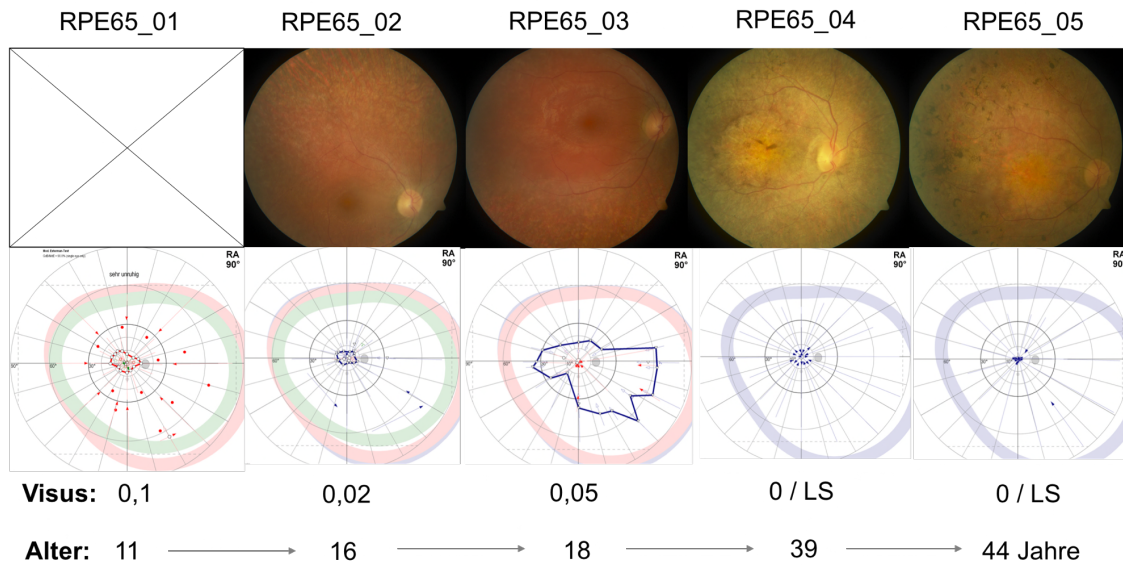 RPE65_01 RPE65_02 RPE65_03 RPE65_04 RPE65_05
sehr unruhig
RA RA RA RA RA
90° 90° 90° 90° 90°
Visus: 0,1 0,02 0,05 0 / LS 0 / LS
Alter: 11 16 18 39 44 Jahre